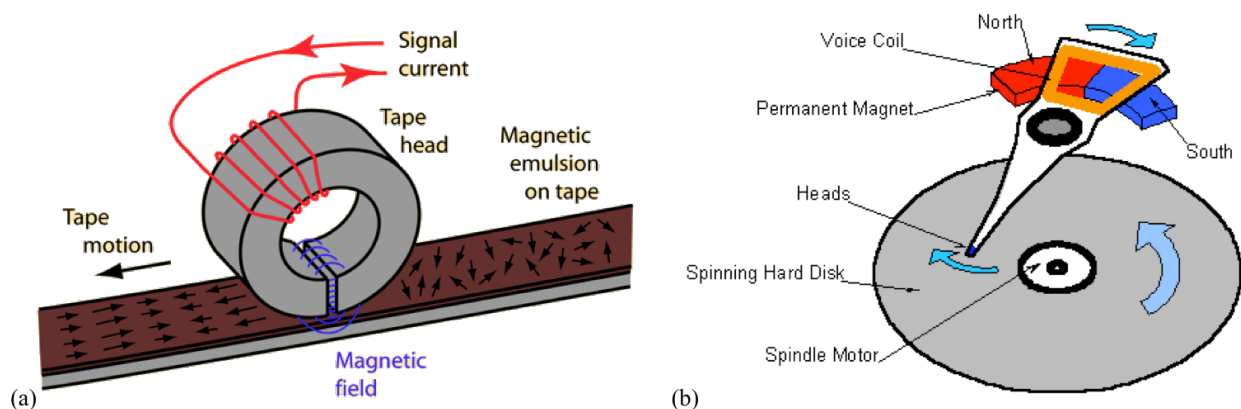 Signal
current
Tape
head
Magnetic
emulsion
on tape
Tape
motion
Magnetic
field
(a)
North
Voice Coil
Permanent Magnet
South
Heads
Spinning Hard Disk
Spindle Motor
(b)